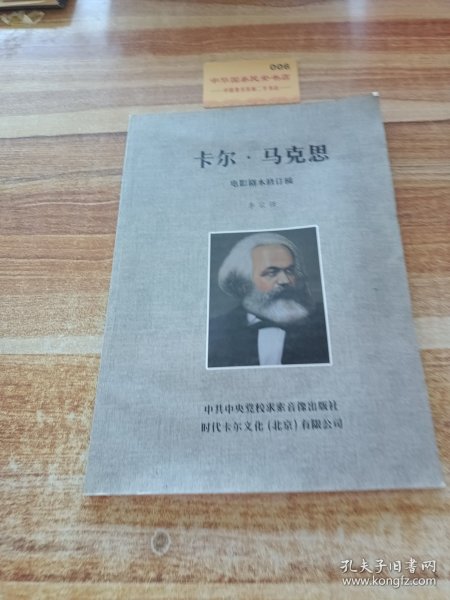 006
卡尔·马克思
电影剧本修订稿
中共中央党校求索音像出版社
时代卡尔文化（北京）有限公司
孔夫子旧书网
www.kongfz.com